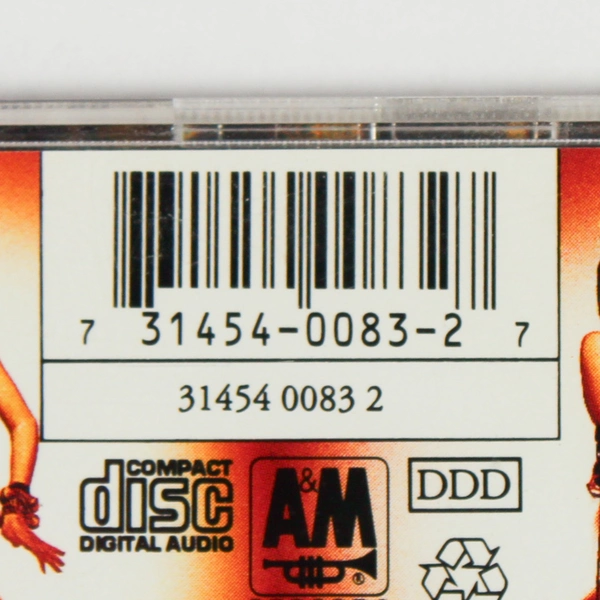 7 31454-0083-2 7
31454 0083 2
COMPACT
disc
DIGITAL AUDIO
A&M
®
DDD